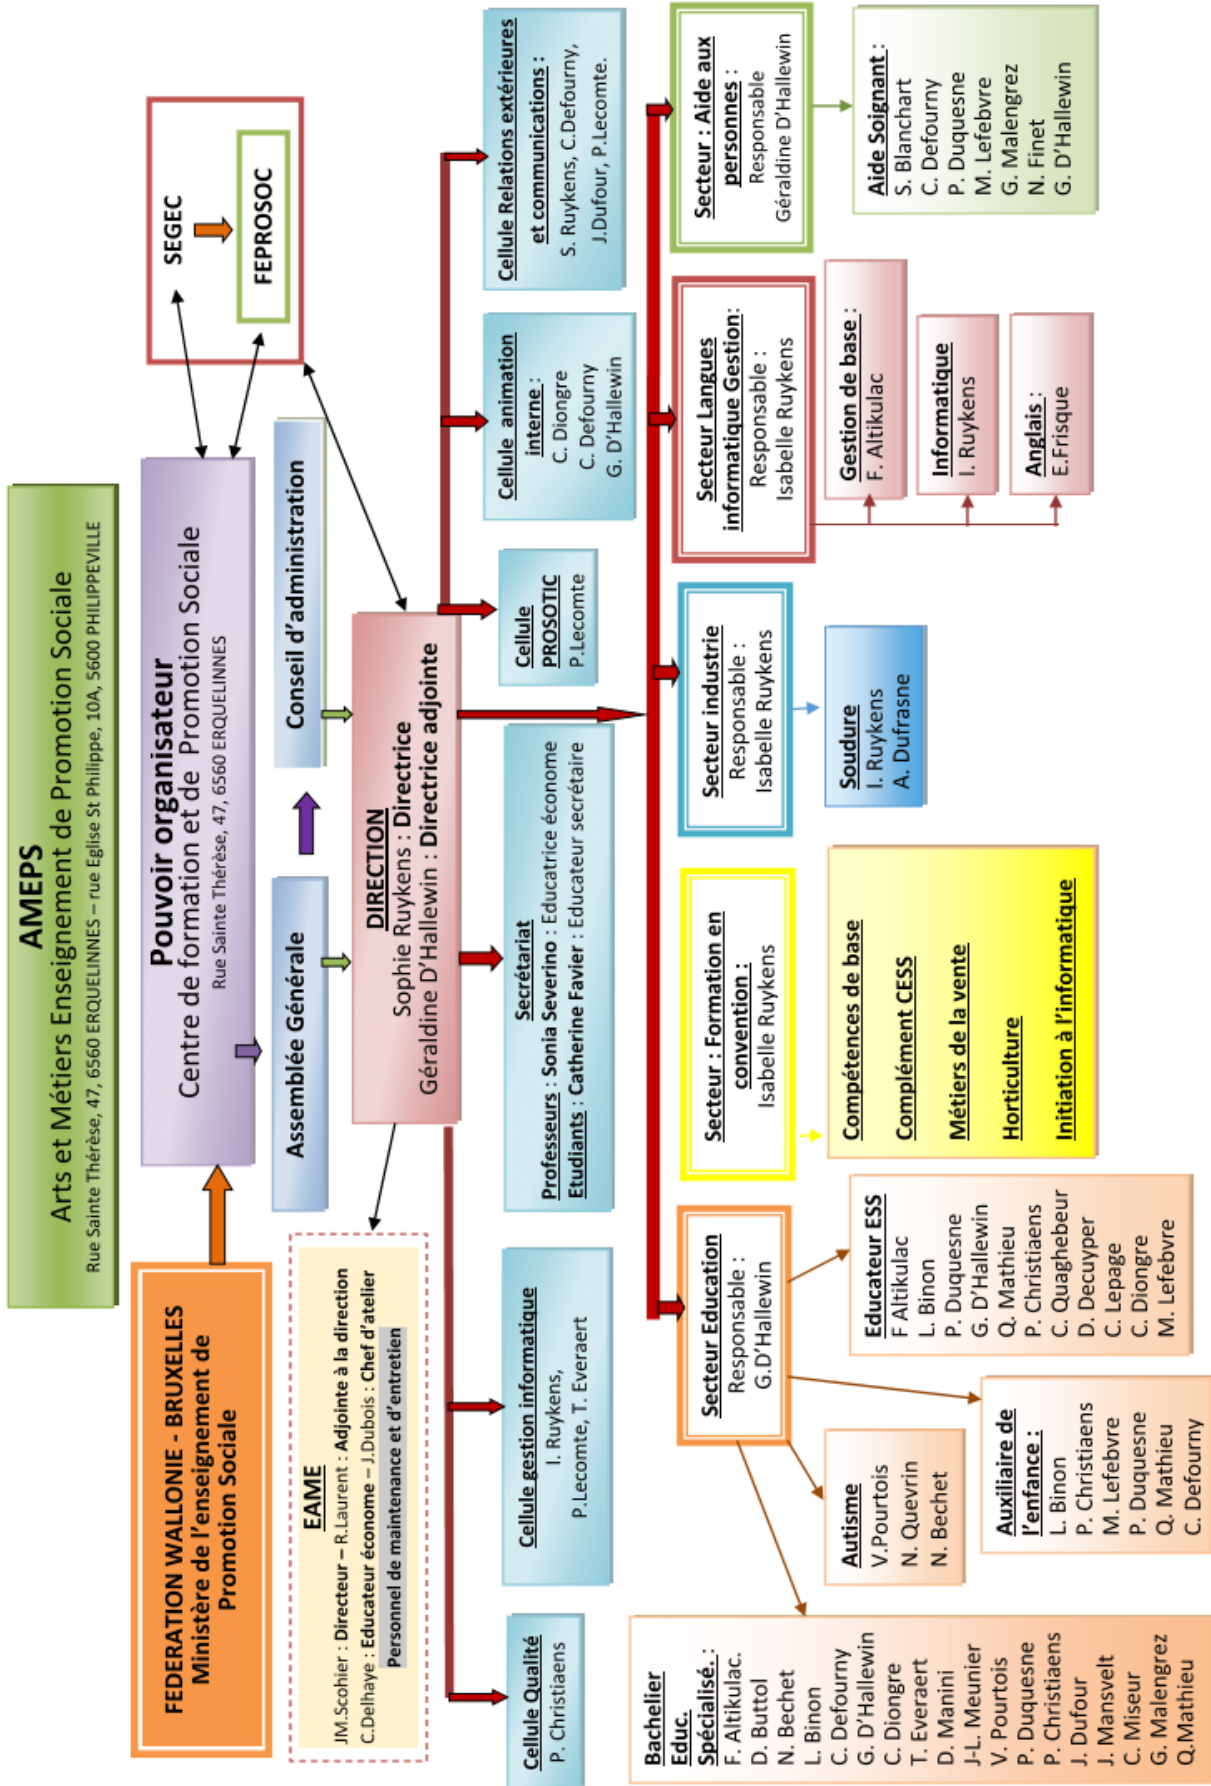 AMEPS
Arts et Métiers Enseignement de Promotion Sociale
Rue Sainte Thérèse, 47, 6560 ERQUELINNES – rue Eglise St Philippe, 10A, 5600 PHILIPPEVILLE
FEDERATION WALLONIE - BRUXELLES
Ministère de l'enseignement de
Promotion Sociale
Pouvoir organisateur
Centre de formation et de Promotion Sociale
Rue Sainte Thérèse, 47, 6560 ERQUELINNES
SEGEC
FEPROSOC
Assemblée Générale
Conseil d'administration
EAME
JM.Scohier : Directeur – R.Laurent : Adjointe à la direction
C.Delhaye : Educateur économe – J.Dubois : Chef d'atelier
Personnel de maintenance et d'entretien
DIRECTION
Sophie Ruykens : Directrice
Géraldine D'Hallewin : Directrice adjointe
Cellule Qualité
P. Christiaens
Cellule gestion informatique
I. Ruykens,
P.Lecomte, T. Everaert
Secrétariat
Professeurs : Sonia Severino : Educatrice économe
Etudiants : Catherine Favier : Educateur secrétaire
Cellule
PROSOTIC
P.Lecomte
Cellule animation
interne :
C. Diongre
C. Defourny
G. D'Hallewin
Cellule Relations extérieures
et communications :
S. Ruykens, C.Defourny,
J.Dufour, P.Lecomte.
Secteur Education
Responsable :
G.D'Hallewin
Secteur : Formation en
convention :
Isabelle Ruykens
Secteur industrie
Responsable :
Isabelle Ruykens
Secteur Langues
informatique Gestion:
Responsable :
Isabelle Ruykens
Secteur : Aide aux
personnes :
Responsable
Géraldine D'Hallewin
Bachelier
Educ.
Spécialisé. :
F. Altikulac.
D. Buttol
N. Bechet
L. Binon
C. Defourny
G. D'Hallewin
C. Diongre
T. Everaert
D. Manini
J-L. Meunier
V. Pourtois
P. Duquesne
P. Christiaens
J. Dufour
J. Mansvelt
C. Miseur
G. Malengrez
Q.Mathieu
Autisme
V.Pourtois
N. Quevrin
N. Bechet
Auxiliaire de
l'enfance :
L. Binon
P. Christiaens
M. Lefebvre
P. Duquesne
Q. Mathieu
C. Defourny
Educateur ESS
F Altikulac
L. Binon
P. Duquesne
G. D'Hallewin
Q. Mathieu
P. Christiaens
C. Quaghebeur
D. Decuyper
C. Lepage
C. Diongre
M. Lefebvre
Compétences de base
Complément CESS
Métiers de la vente
Horticulture
Initiation à l'informatique
Soudure
I. Ruykens
A. Dufrasne
Gestion de base :
F. Altikulac
Informatique
I. Ruykens
Anglais :
E.Frisque
Aide Soignant :
S. Blanchart
C. Defourny
P. Duquesne
M. Lefebvre
G. Malengrez
N. Finet
G. D'Hallewin